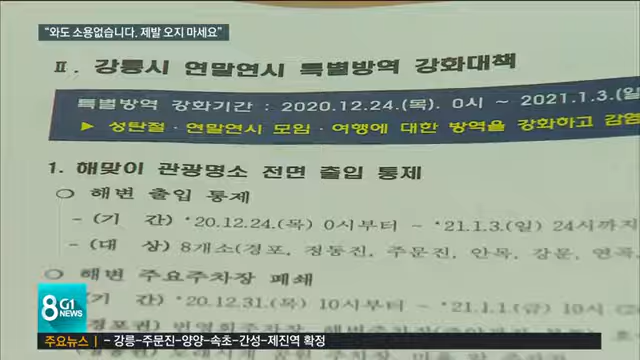 "와도 소용없습니다. 제발 오지 마세요"
Ⅱ. 강릉시 연말연시 특별방역 강화대책
특별방역 강화기간 : 2020.12.24.(목). 0시 ~ 2021.1.3.(일
▶ 성탄절·연말연시 모임·여행에 대한 방역을 강화하고 감염
1. 해맞이 관광명소 전면 출입 통제
○ 해변 출입 통제
- (기 간) '20.12.24.(목) 0시부터 ~ '21.1.3.(일) 24시까지
- (대 상) 8개소(경포, 정동진, 주문진, 안목, 강문, 연곡,
○ 해변 주요주차장 폐쇄
- (기 간) '20.12.31.(목) 10시부터 ~ '21.1.1.(금) 10시 (24
8 G1 NEWS
주요뉴스 - 강릉-주문진-양양-속초-간성-제진역 확정